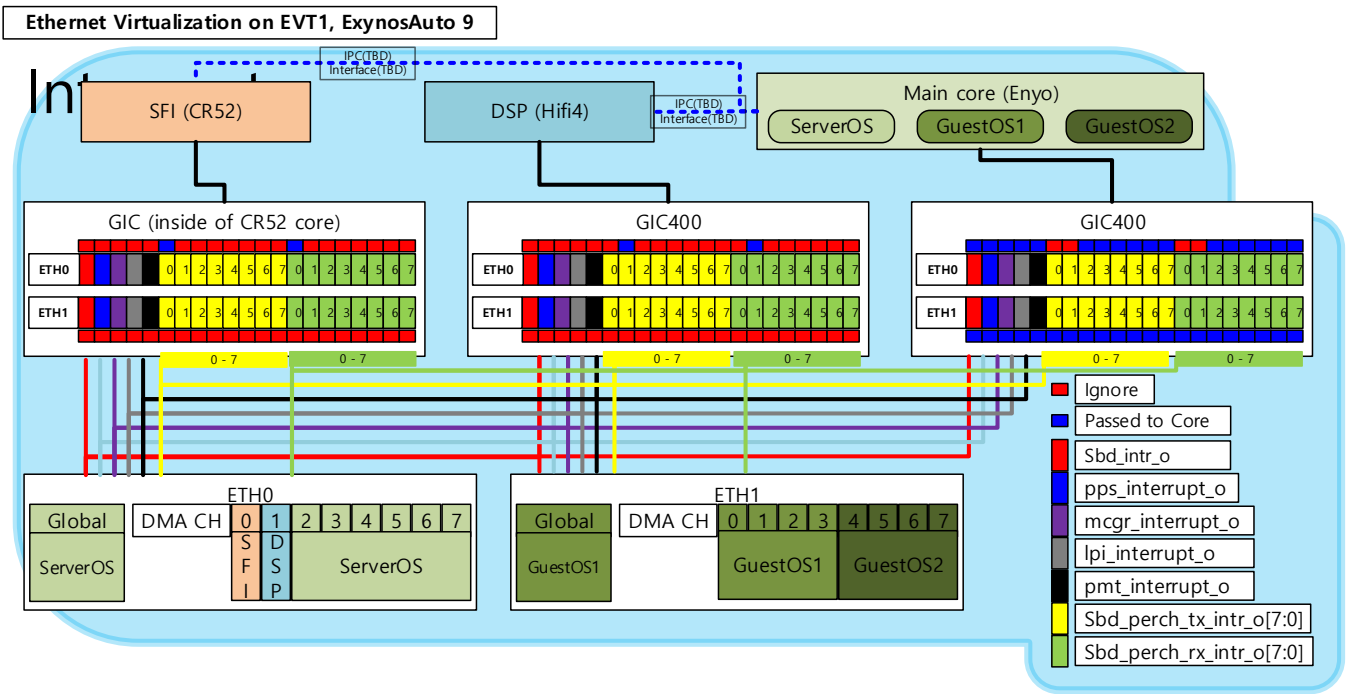 Ethernet Virtualization on EVT1, ExynosAuto 9
Int
IPC(TBD)
Interface(TBD)
SFI (CR52)
DSP (Hifi4)
IPC(TBD)
Interface(TBD)
Main core (Enyo)
ServerOS
GuestOS1
GuestOS2
GIC (inside of CR52 core)
ETH0
0 1 2 3 4 5 6 7 0 1 2 3 4 5 6 7
ETH1
0 1 2 3 4 5 6 7 0 1 2 3 4 5 6 7
0 - 7
0 - 7
GIC400
ETH0
0 1 2 3 4 5 6 7 0 1 2 3 4 5 6 7
ETH1
0 1 2 3 4 5 6 7 0 1 2 3 4 5 6 7
0 - 7
0 - 7
GIC400
ETH0
0 1 2 3 4 5 6 7 0 1 2 3 4 5 6 7
ETH1
0 1 2 3 4 5 6 7 0 1 2 3 4 5 6 7
0 - 7
0 - 7
Ignore
Passed to Core
Sbd_intr_o
pps_interrupt_o
mcgr_interrupt_o
lpi_interrupt_o
pmt_interrupt_o
Sbd_perch_tx_intr_o[7:0]
Sbd_perch_rx_intr_o[7:0]
ETH0
Global
ServerOS
DMA CH
0 1 2 3 4 5 6 7
SFI
DSP
ServerOS
ETH1
Global
GuestOS1
DMA CH
0 1 2 3 4 5 6 7
GuestOS1
GuestOS2